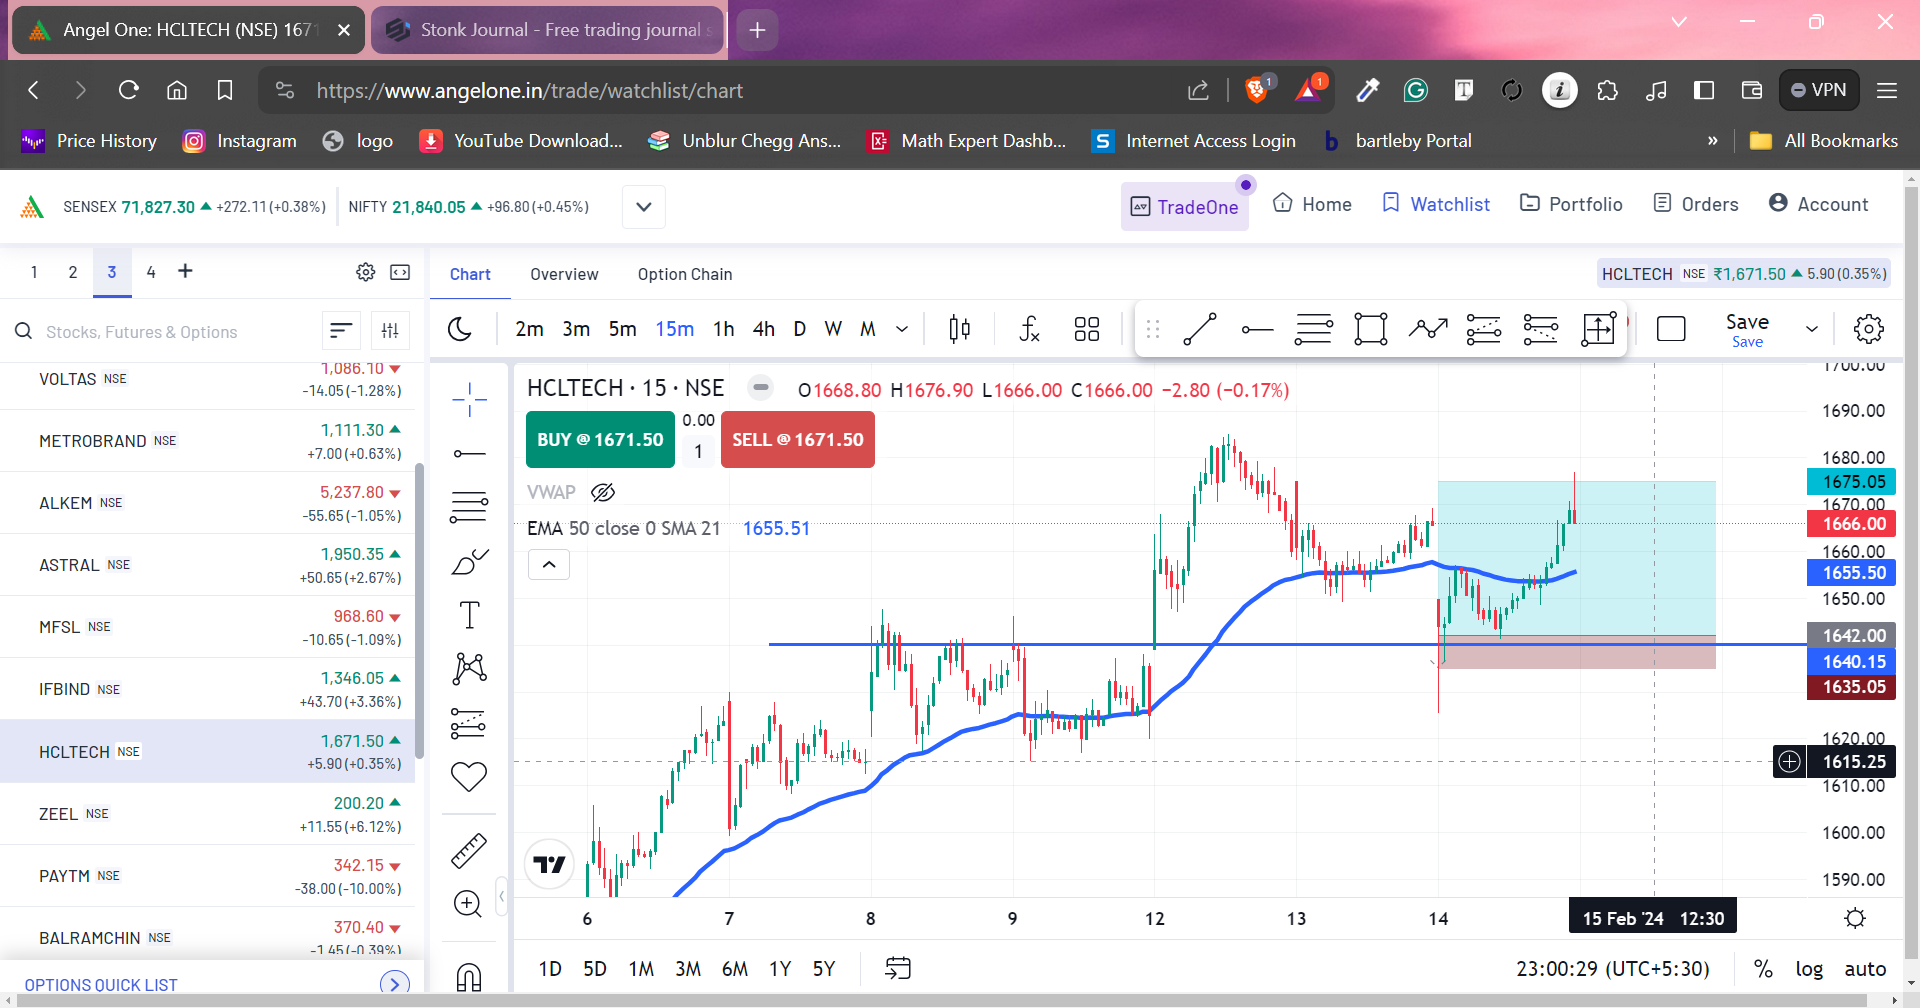 Angel One: HCLTECH (NSE) 167
Stonk Journal - Free trading journal s
https://www.angelone.in/trade/watchlist/chart
1
1
VPN
Price History
Instagram
logo
YouTube Download...
Unblur Chegg Ans...
Math Expert Dashb...
Internet Access Login
bartleby Portal
»
All Bookmarks
SENSEX 71,827.30 +272.11 (+0.38%)
NIFTY 21,840.05 +96.80 (+0.45%)
TradeOne
Home
Watchlist
Portfolio
Orders
Account
1 2 3 4 +
Chart
Overview
Option Chain
HCLTECH NSE ₹1,671.50 5.90 (0.35%)
Stocks, Futures & Options
2m 3m 5m 15m 1h 4h D W M
Save
Save
VOLTAS NSE 1,086.10
-14.05 (-1.28%)
METROBRAND NSE 1,111.30
+7.00 (+0.63%)
ALKEM NSE 5,237.80
-55.65 (-1.05%)
ASTRAL NSE 1,950.35
+50.65 (+2.67%)
MFSL NSE 968.60
-10.65 (-1.09%)
IFBIND NSE 1,346.05
+43.70 (+3.36%)
HCLTECH NSE 1,671.50
+5.90 (+0.35%)
ZEEL NSE 200.20
+11.55 (+6.12%)
PAYTM NSE 342.15
-38.00 (-10.00%)
BALRAMCHIN NSE 370.40
-1.45 (-0.39%)
OPTIONS QUICK LIST
HCLTECH · 15 · NSE
O1668.80 H1676.90 L1666.00 C1666.00 −2.80 (−0.17%)
BUY @ 1671.50
0.00
1
SELL @ 1671.50
VWAP
EMA 50 close 0 SMA 21 1655.51
T
1700.00
1690.00
1680.00
1675.05
1670.00
1666.00
1660.00
1655.50
1650.00
1642.00
1640.15
1635.05
1620.00
1615.25
1610.00
1600.00
1590.00
6 7 8 9 12 13 14
15 Feb '24 12:30
1D 5D 1M 3M 6M 1Y 5Y
23:00:29 (UTC+5:30)
% log auto